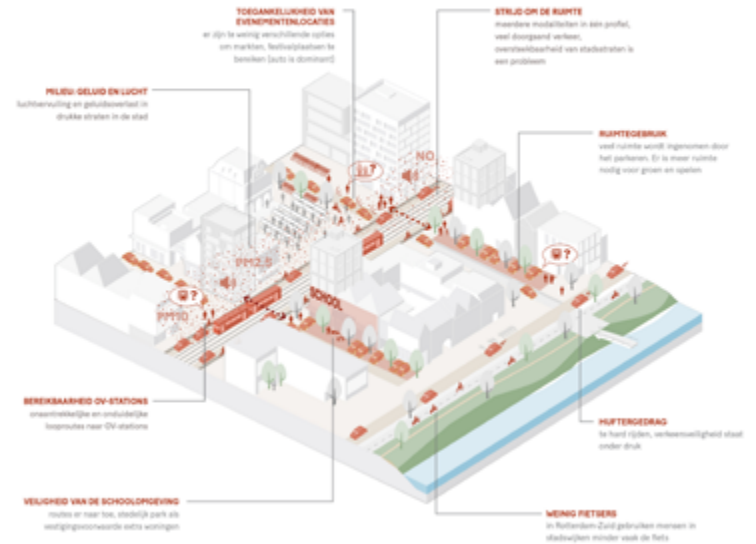 TOEGANKELIJKHEID VAN
EVENEMENTENLOCATIES
er zijn te weinig verschillende opties
om markten, festivalplaatsen te
bereiken (auto is dominant)
STRIJD OM DE RUIMTE
meerdere modaliteiten in één profiel,
veel doorgaand verkeer,
oversteekbaarheid van stadsstraten is
een probleem
MILIEU: GELUID EN LUCHT
luchtvervuiling en geluidsoverlast in
drukke straten in de stad
RUIMTEGEBRUIK
veel ruimte wordt ingenomen door
het parkeren. Er is meer ruimte
nodig voor groen en spelen
NO
?
?
PM2.5
?
SCHOOL
PM10
BEREIKBAARHEID OV-STATIONS
onaantrekkelijke en onduidelijke
looproutes naar OV-stations
HUFTERGEDRAG
te hard rijden, verkeersveiligheid staat
onder druk
VEILIGHEID VAN DE SCHOOLOMGEVING
routes er naar toe, stedelijk park als
vestigingsvoorwaarde extra woningen
WEINIG FIETSERS
in Rotterdam-Zuid gebruiken mensen in
stadswijken minder vaak de fiets